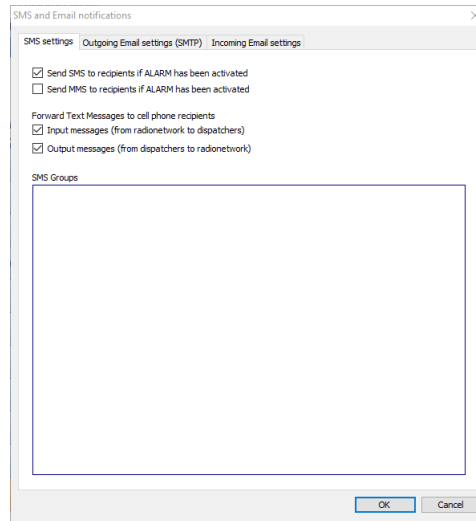 SMS and Email notifications
SMS settings Outgoing Email settings (SMTP) Incoming Email settings
Send SMS to recipients if ALARM has been activated
Send MMS to recipients if ALARM has been activated
Forward Text Messages to cell phone recipients
Input messages (from radionetwork to dispatchers)
Output messages (from dispatchers to radionetwork)
SMS Groups
OK Cancel